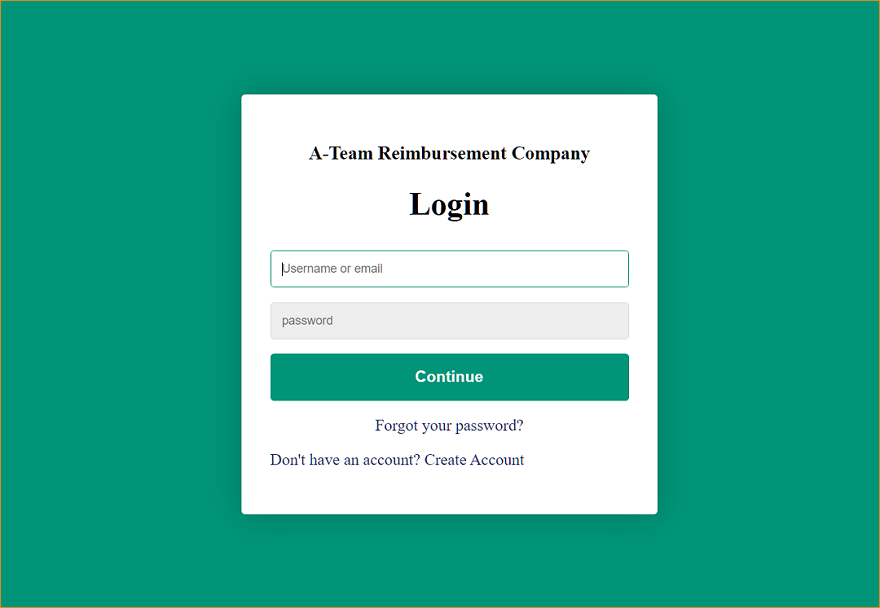 A-Team Reimbursement Company
Login
Username or email
password
Continue
Forgot your password?
Don't have an account? Create Account